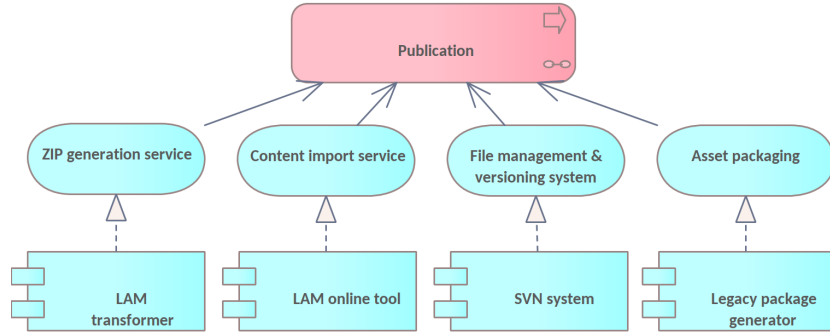 Publication
ZIP generation service
Content import service
File management &
versioning system
Asset packaging
LAM
transformer
LAM online tool
SVN system
Legacy package
generator